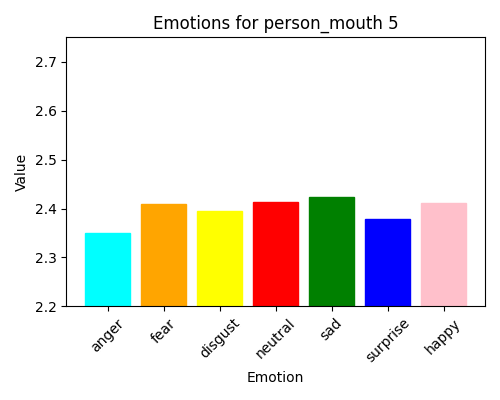 Emotions for person_mouth 5
Value
2.7
2.6
2.5
2.4
2.3
2.2
anger
fear
disgust
neutral
sad
surprise
happy
Emotion